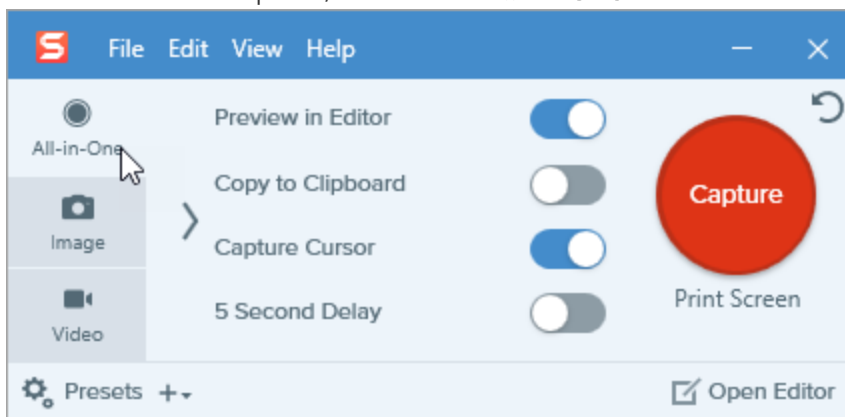 S File Edit View Help
Preview in Editor
All-in-One
Copy to Clipboard
Capture
Image
Capture Cursor
5 Second Delay
Print Screen
Video
Presets
Open Editor